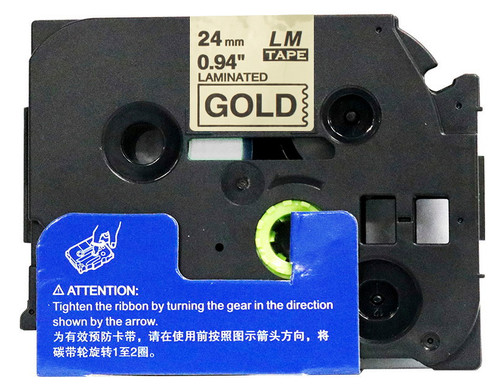 24 mm LM
TAPE
0.94"
LAMINATED
GOLD
⚠ ATTENTION:
Tighten the ribbon by turning the gear in the direction
shown by the arrow.
为有效预防卡带，请在使用前按照图示箭头方向，将
碳带轮旋转1至2圈。